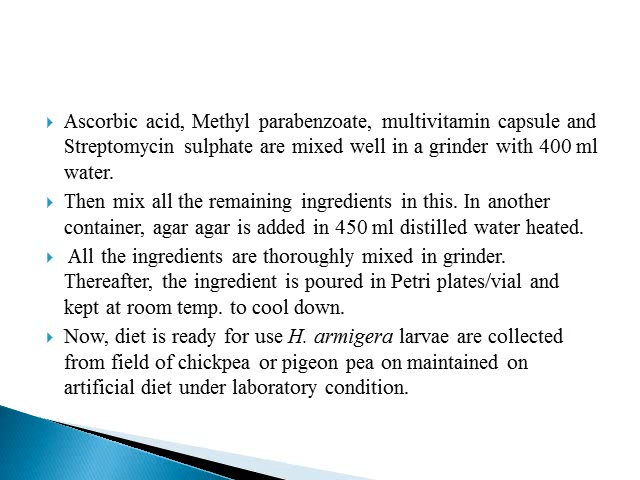 Ascorbic acid, Methyl parabenzoate, multivitamin capsule and
Streptomycin sulphate are mixed well in a grinder with 400 ml
water.
Then mix all the remaining ingredients in this. In another
container, agar agar is added in 450 ml distilled water heated.
All the ingredients are thoroughly mixed in grinder.
Thereafter, the ingredient is poured in Petri plates/vial and
kept at room temp. to cool down.
Now, diet is ready for use H. armigera larvae are collected
from field of chickpea or pigeon pea on maintained on
artificial diet under laboratory condition.